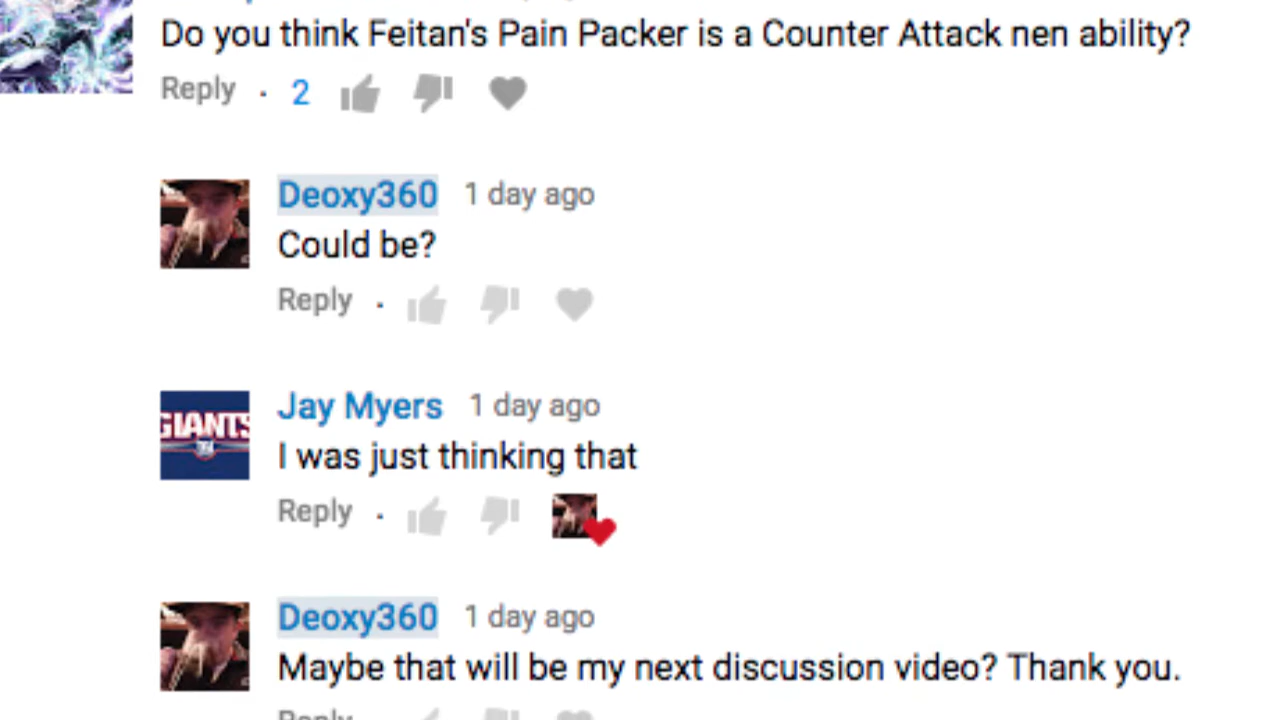 Do you think Feitan's Pain Packer is a Counter Attack nen ability?
Reply · 2
Deoxy360 1 day ago
Could be?
Reply ·
GIANTS
Jay Myers 1 day ago
I was just thinking that
Reply ·
Deoxy360 1 day ago
Maybe that will be my next discussion video? Thank you.
Reply